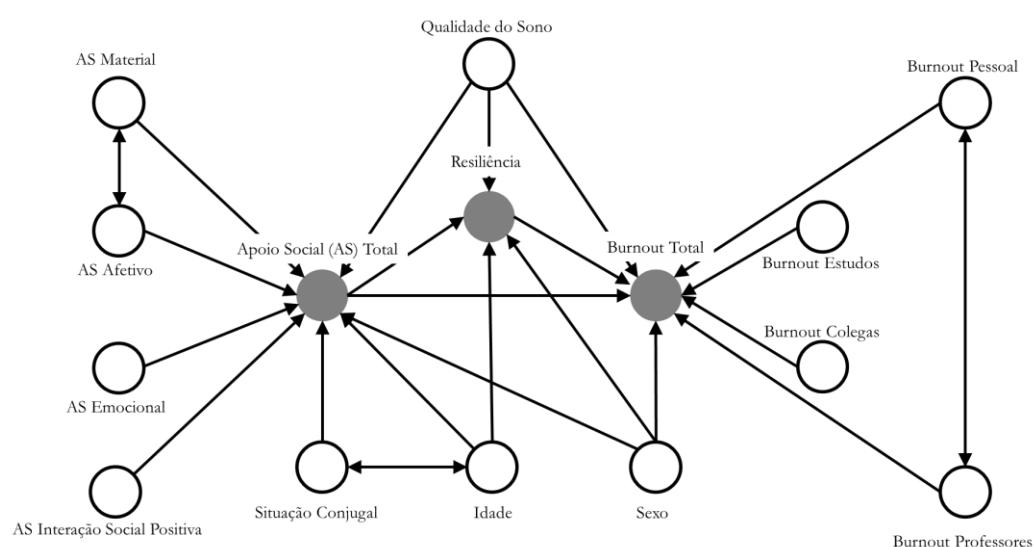 Qualidade do Sono
AS Material
Burnout Pessoal
Resiliência
Apoio Social (AS) Total
Burnout Total
AS Afetivo
Burnout Estudos
Burnout Colegas
AS Emocional
Situação Conjugal
Idade
Sexo
AS Interação Social Positiva
Burnout Professores